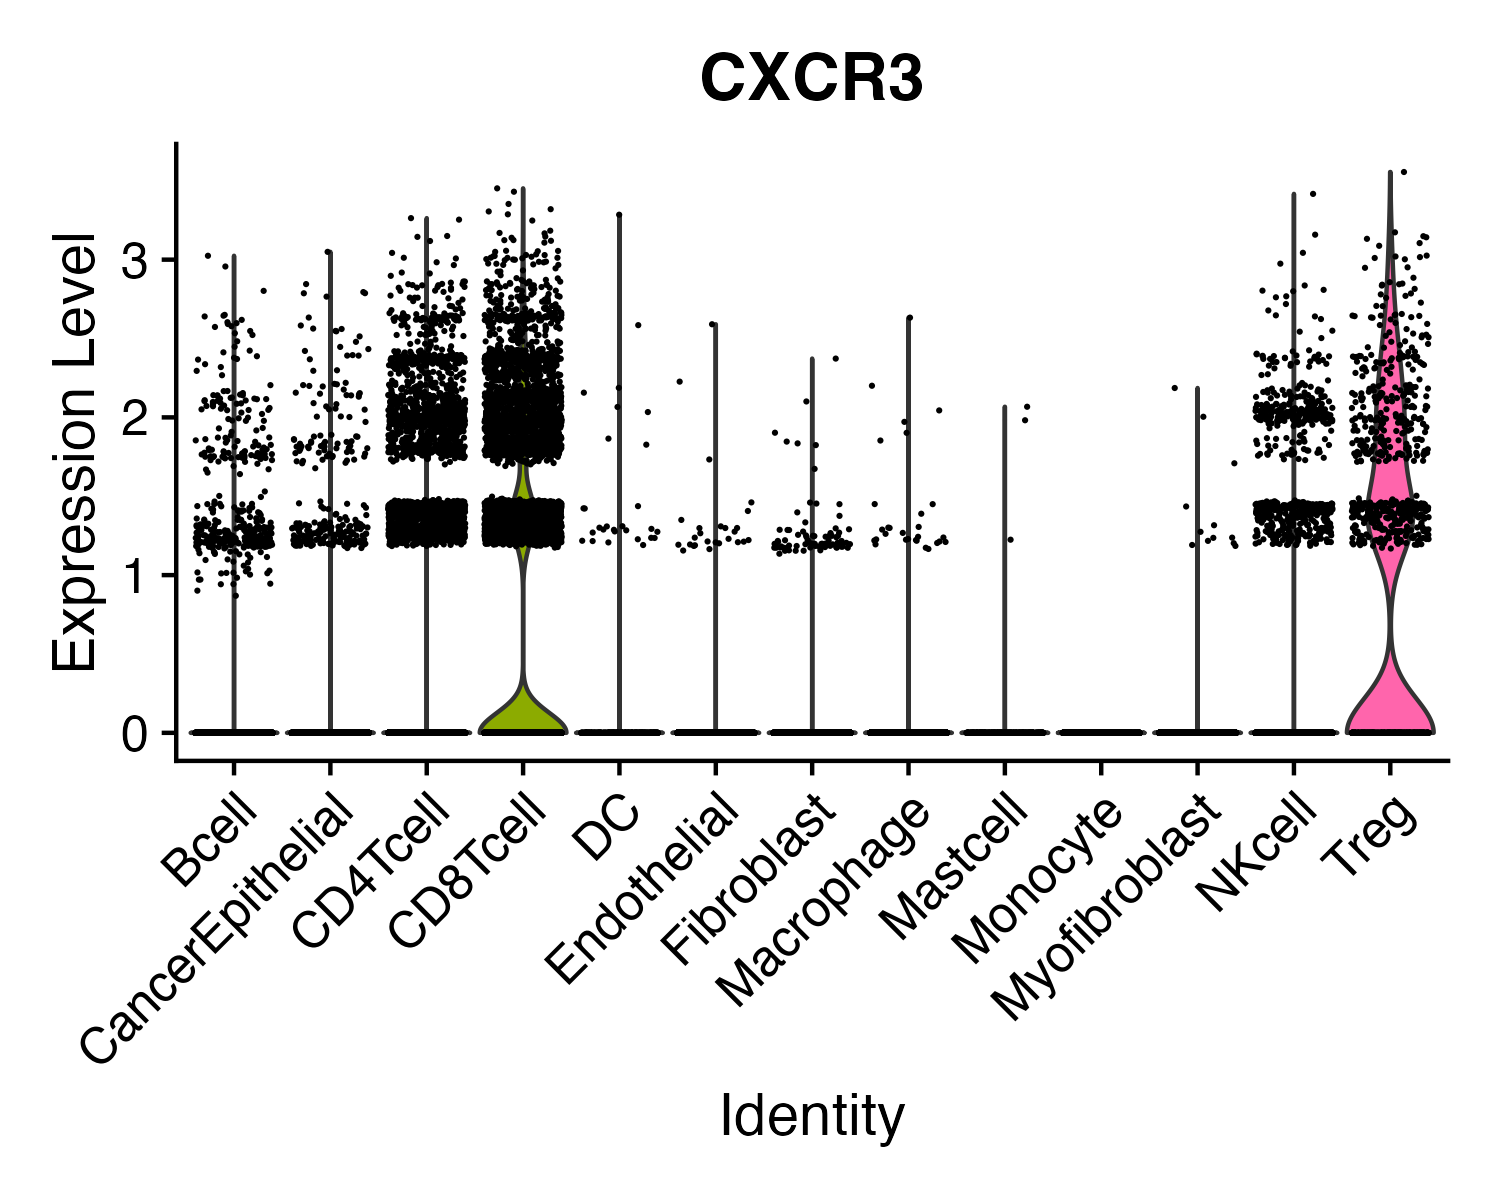 CXCR3
Expression Level
3
2
1
0
Bcell
CancerEpithelial
CD4Tcell
CD8Tcell
DC
Endothelial
Fibroblast
Macrophage
Mastcell
Monocyte
Myofibroblast
NKcell
Treg
Identity